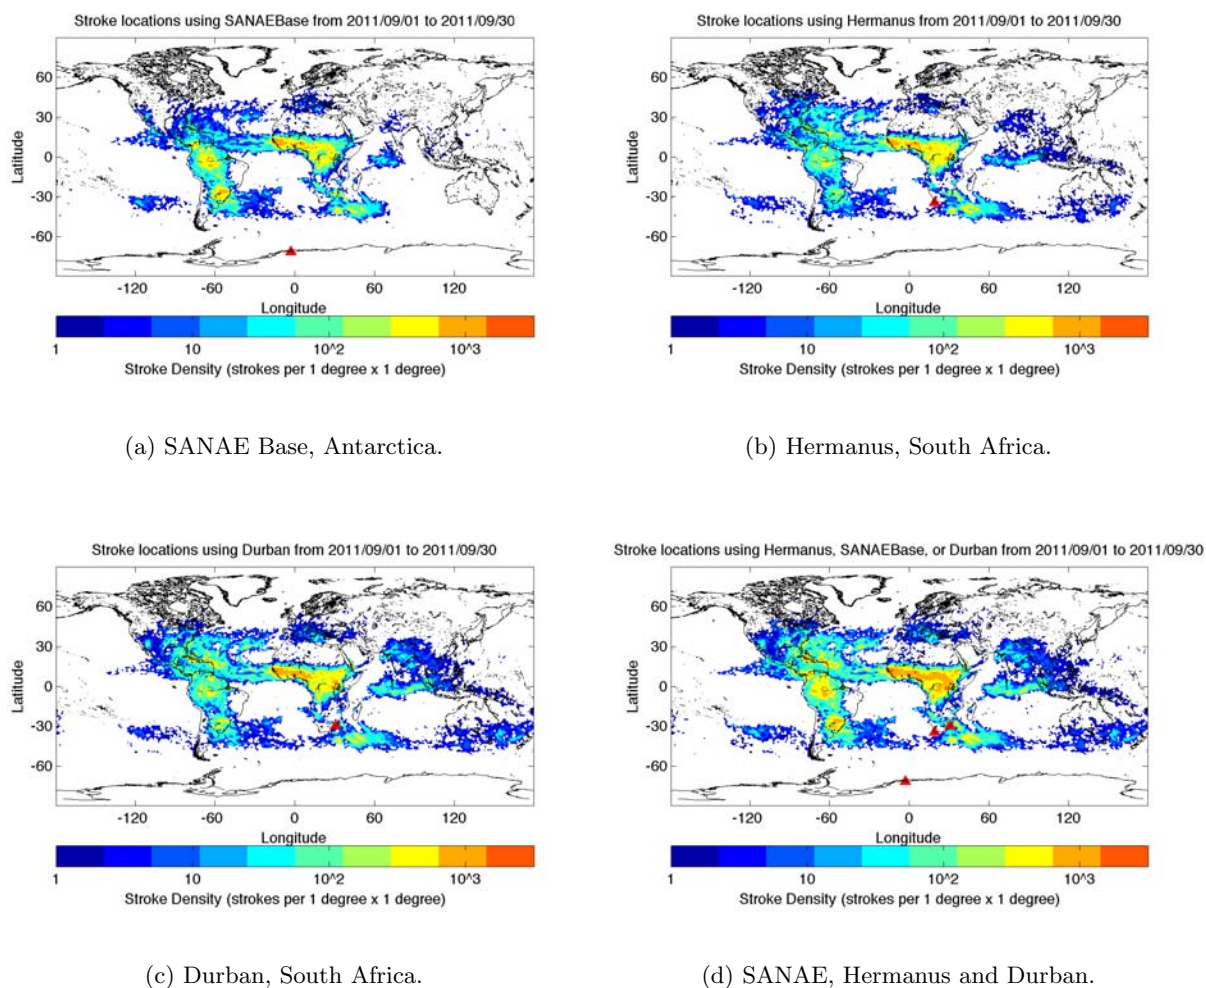 Stroke locations using SANAEBase from 2011/09/01 to 2011/09/30
Latitude
60
30
0
-30
-60
-120 -60 0 60 120
Longitude
1 10 10^2 10^3
Stroke Density (strokes per 1 degree x 1 degree)
(a) SANAE Base, Antarctica.
Stroke locations using Hermanus from 2011/09/01 to 2011/09/30
Latitude
60
30
0
-30
-60
-120 -60 0 60 120
Longitude
1 10 10^2 10^3
Stroke Density (strokes per 1 degree x 1 degree)
(b) Hermanus, South Africa.
Stroke locations using Durban from 2011/09/01 to 2011/09/30
Latitude
60
30
0
-30
-60
-120 -60 0 60 120
Longitude
1 10 10^2 10^3
Stroke Density (strokes per 1 degree x 1 degree)
(c) Durban, South Africa.
Stroke locations using Hermanus, SANAEBase, or Durban from 2011/09/01 to 2011/09/30
Latitude
60
30
0
-30
-60
-120 -60 0 60 120
Longitude
1 10 10^2 10^3
Stroke Density (strokes per 1 degree x 1 degree)
(d) SANAE, Hermanus and Durban.